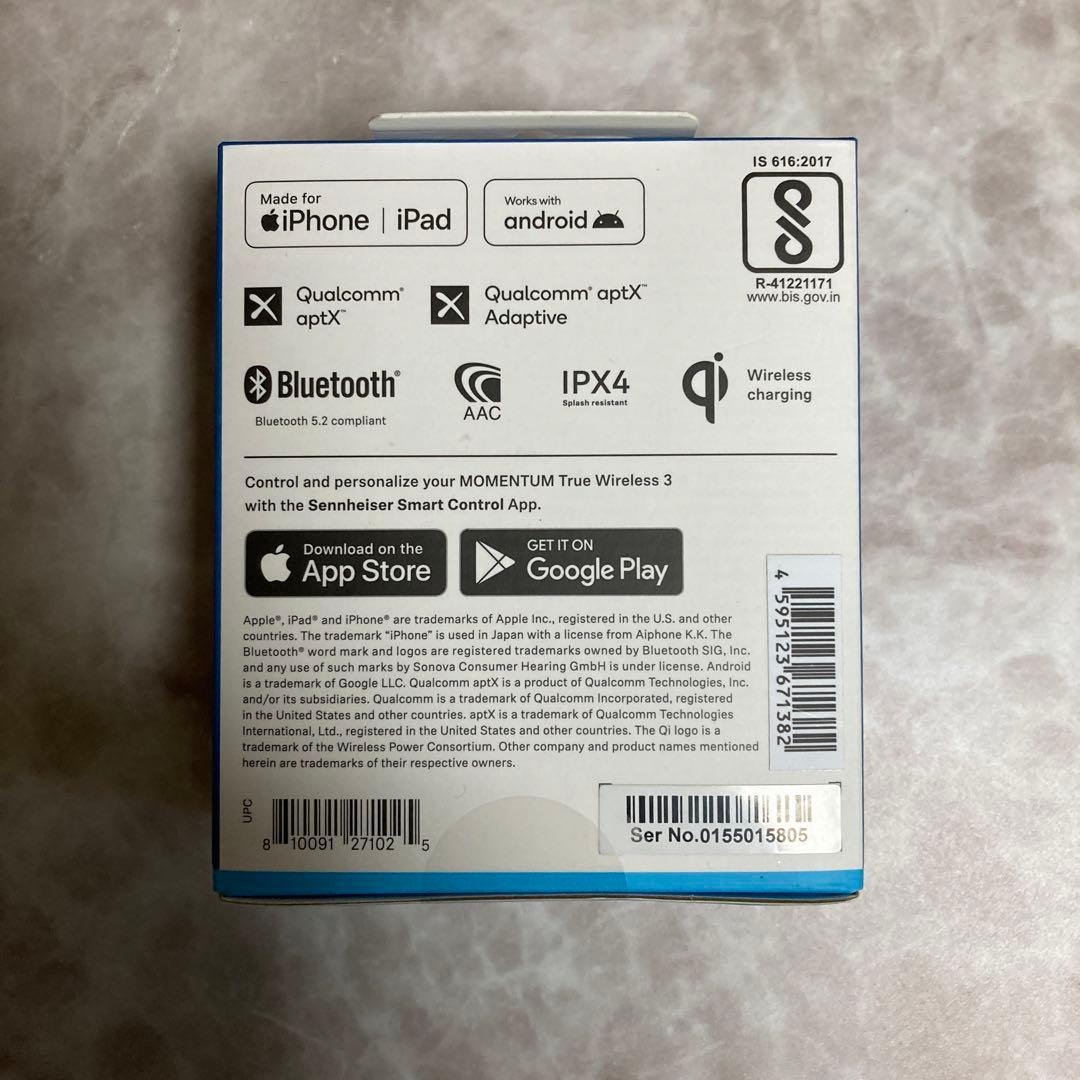 IS 616:2017
Made for
iPhone | iPad
Works with
android
R-41221171
www.bis.gov.in
Qualcomm®
aptX™
Qualcomm® aptX™
Adaptive
Bluetooth®
Bluetooth 5.2 compliant
AAC
IPX4
Splash resistant
qi
Wireless
charging
Control and personalize your MOMENTUM True Wireless 3
with the Sennheiser Smart Control App.
Download on the
App Store
GET IT ON
Google Play
Apple®, iPad® and iPhone® are trademarks of Apple Inc., registered in the U.S. and other
countries. The trademark “iPhone” is used in Japan with a license from Aiphone K.K. The
Bluetooth® word mark and logos are registered trademarks owned by Bluetooth SIG, Inc.
and any use of such marks by Sonova Consumer Hearing GmbH is under license. Android
is a trademark of Google LLC. Qualcomm aptX is a product of Qualcomm Technologies, Inc.
and/or its subsidiaries. Qualcomm is a trademark of Qualcomm Incorporated, registered
in the United States and other countries. aptX is a trademark of Qualcomm Technologies
International, Ltd., registered in the United States and other countries. The Qi logo is a
trademark of the Wireless Power Consortium. Other company and product names mentioned
herein are trademarks of their respective owners.
4 595123 671382
UPC
8 10091 27102 5
Ser No.0155015805